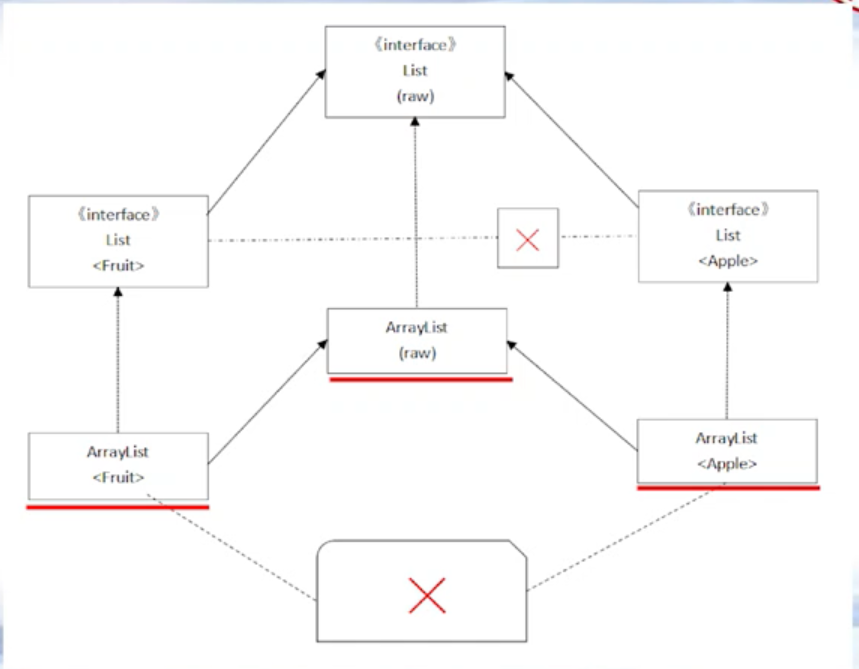 《interface》
List
(raw)
《interface》
List
<Fruit>
《interface》
List
<Apple>
ArrayList
(raw)
ArrayList
<Fruit>
ArrayList
<Apple>